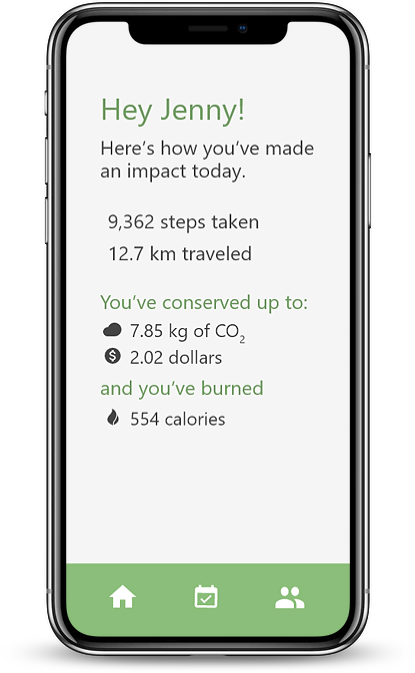 Hey Jenny!
Here's how you've made
an impact today.
9,362 steps taken
12.7 km traveled
You've conserved up to:
7.85 kg of CO₂
2.02 dollars
and you've burned
554 calories